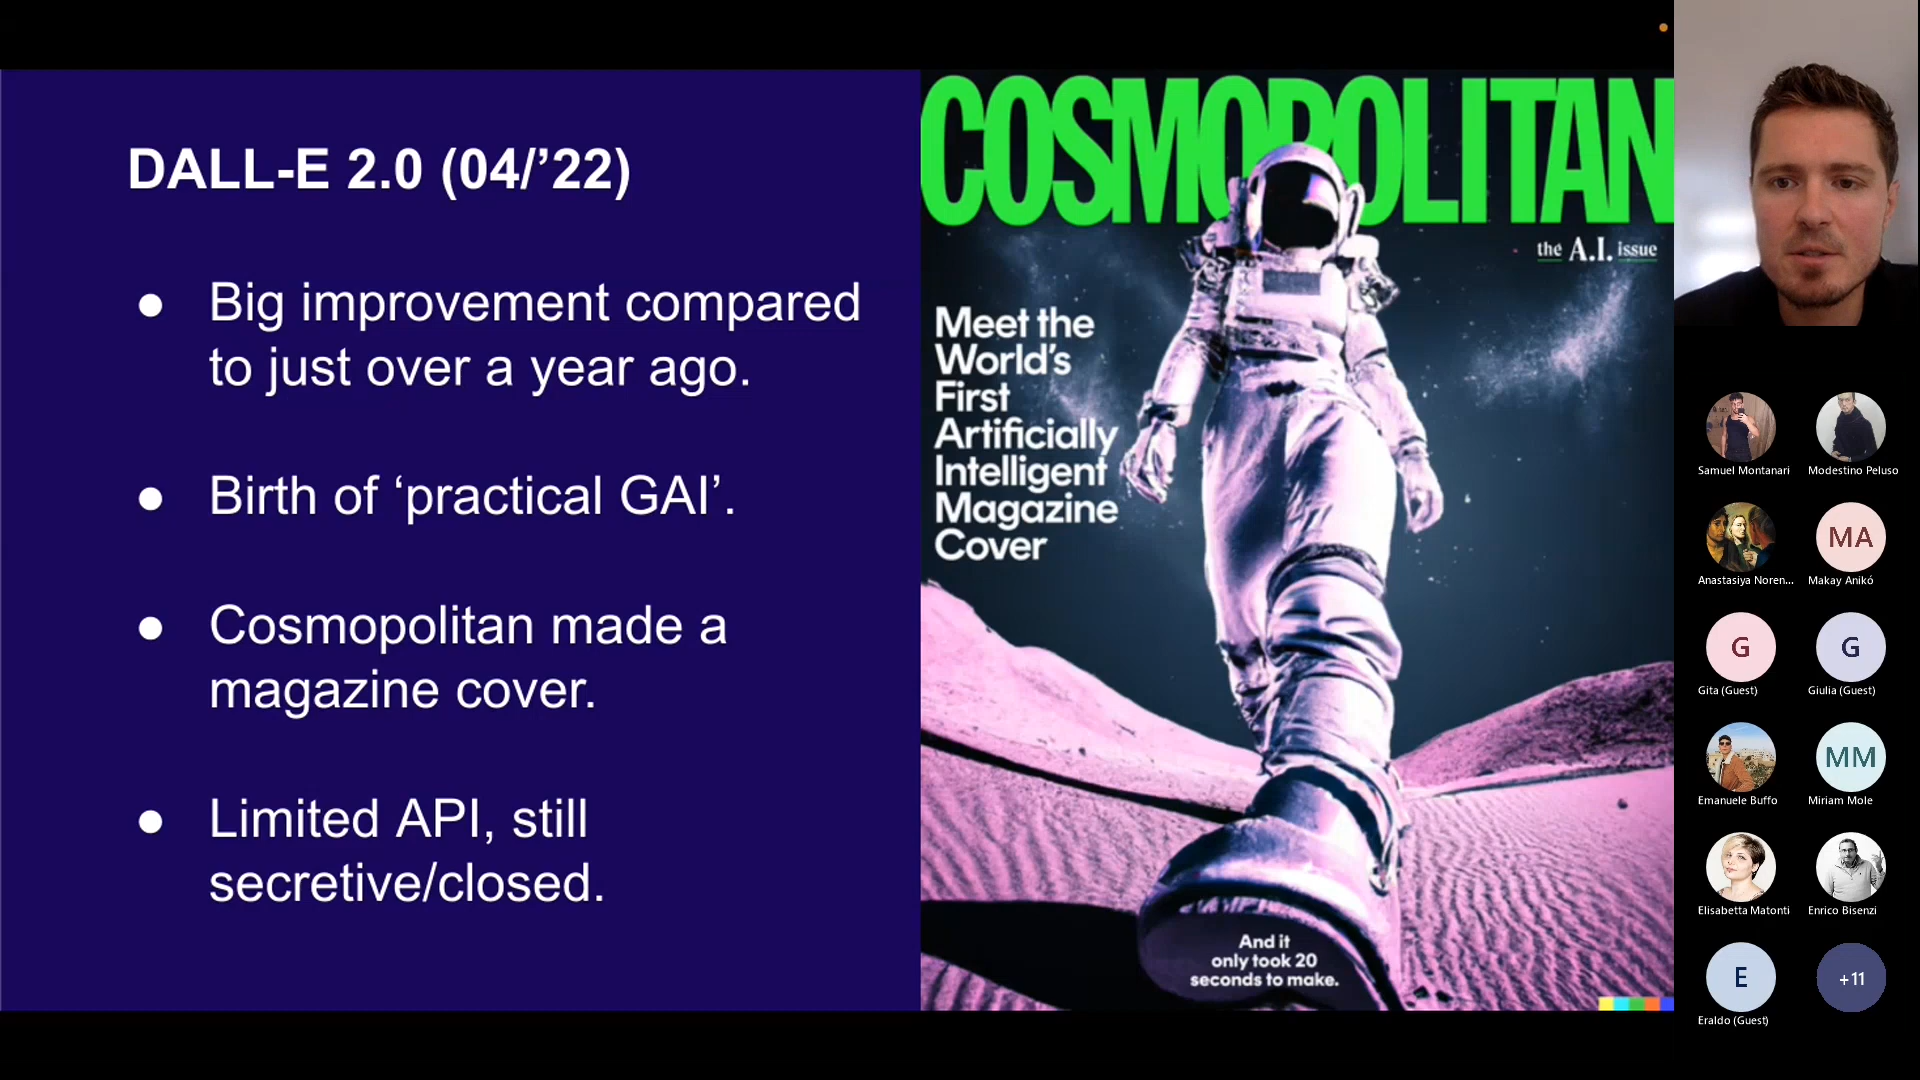 DALL-E 2.0 (04/’22)
● Big improvement compared
to just over a year ago.
● Birth of ‘practical GAI’.
● Cosmopolitan made a
magazine cover.
● Limited API, still
secretive/closed.
COSMOPOLITAN
the A.I. issue
Meet the
World’s
First
Artificially
Intelligent
Magazine
Cover
And it
only took 20
seconds to make.
Samuel Montanari
Modestino Peluso
Anastasiya Noren...
MA
Makay Anikó
G
Gita (Guest)
G
Giulia (Guest)
Emanuele Buffo
MM
Miriam Mole
Elisabetta Matonti
Enrico Bisenzi
E
Eraldo (Guest)
+11